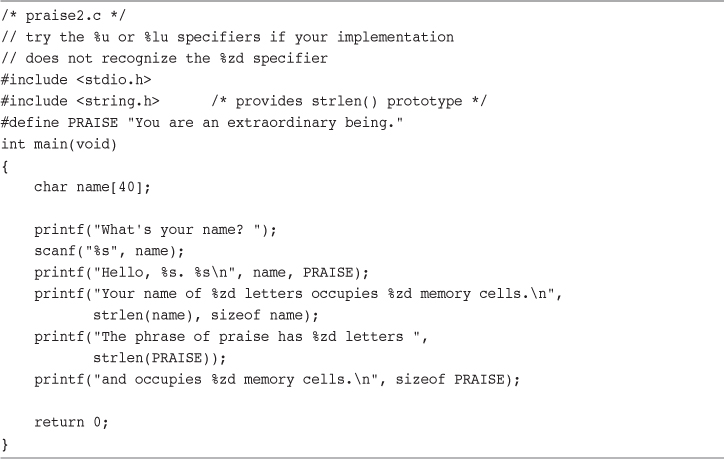 /* praise2.c */
// try the %u or %lu specifiers if your implementation
// does not recognize the %zd specifier
#include <stdio.h>
#include <string.h>      /* provides strlen() prototype */
#define PRAISE "You are an extraordinary being."
int main(void)
{
    char name[40];

    printf("What's your name? ");
    scanf("%s", name);
    printf("Hello, %s. %s\n", name, PRAISE);
    printf("Your name of %zd letters occupies %zd memory cells.\n",
           strlen(name), sizeof name);
    printf("The phrase of praise has %zd letters ",
           strlen(PRAISE));
    printf("and occupies %zd memory cells.\n", sizeof PRAISE);

    return 0;
}